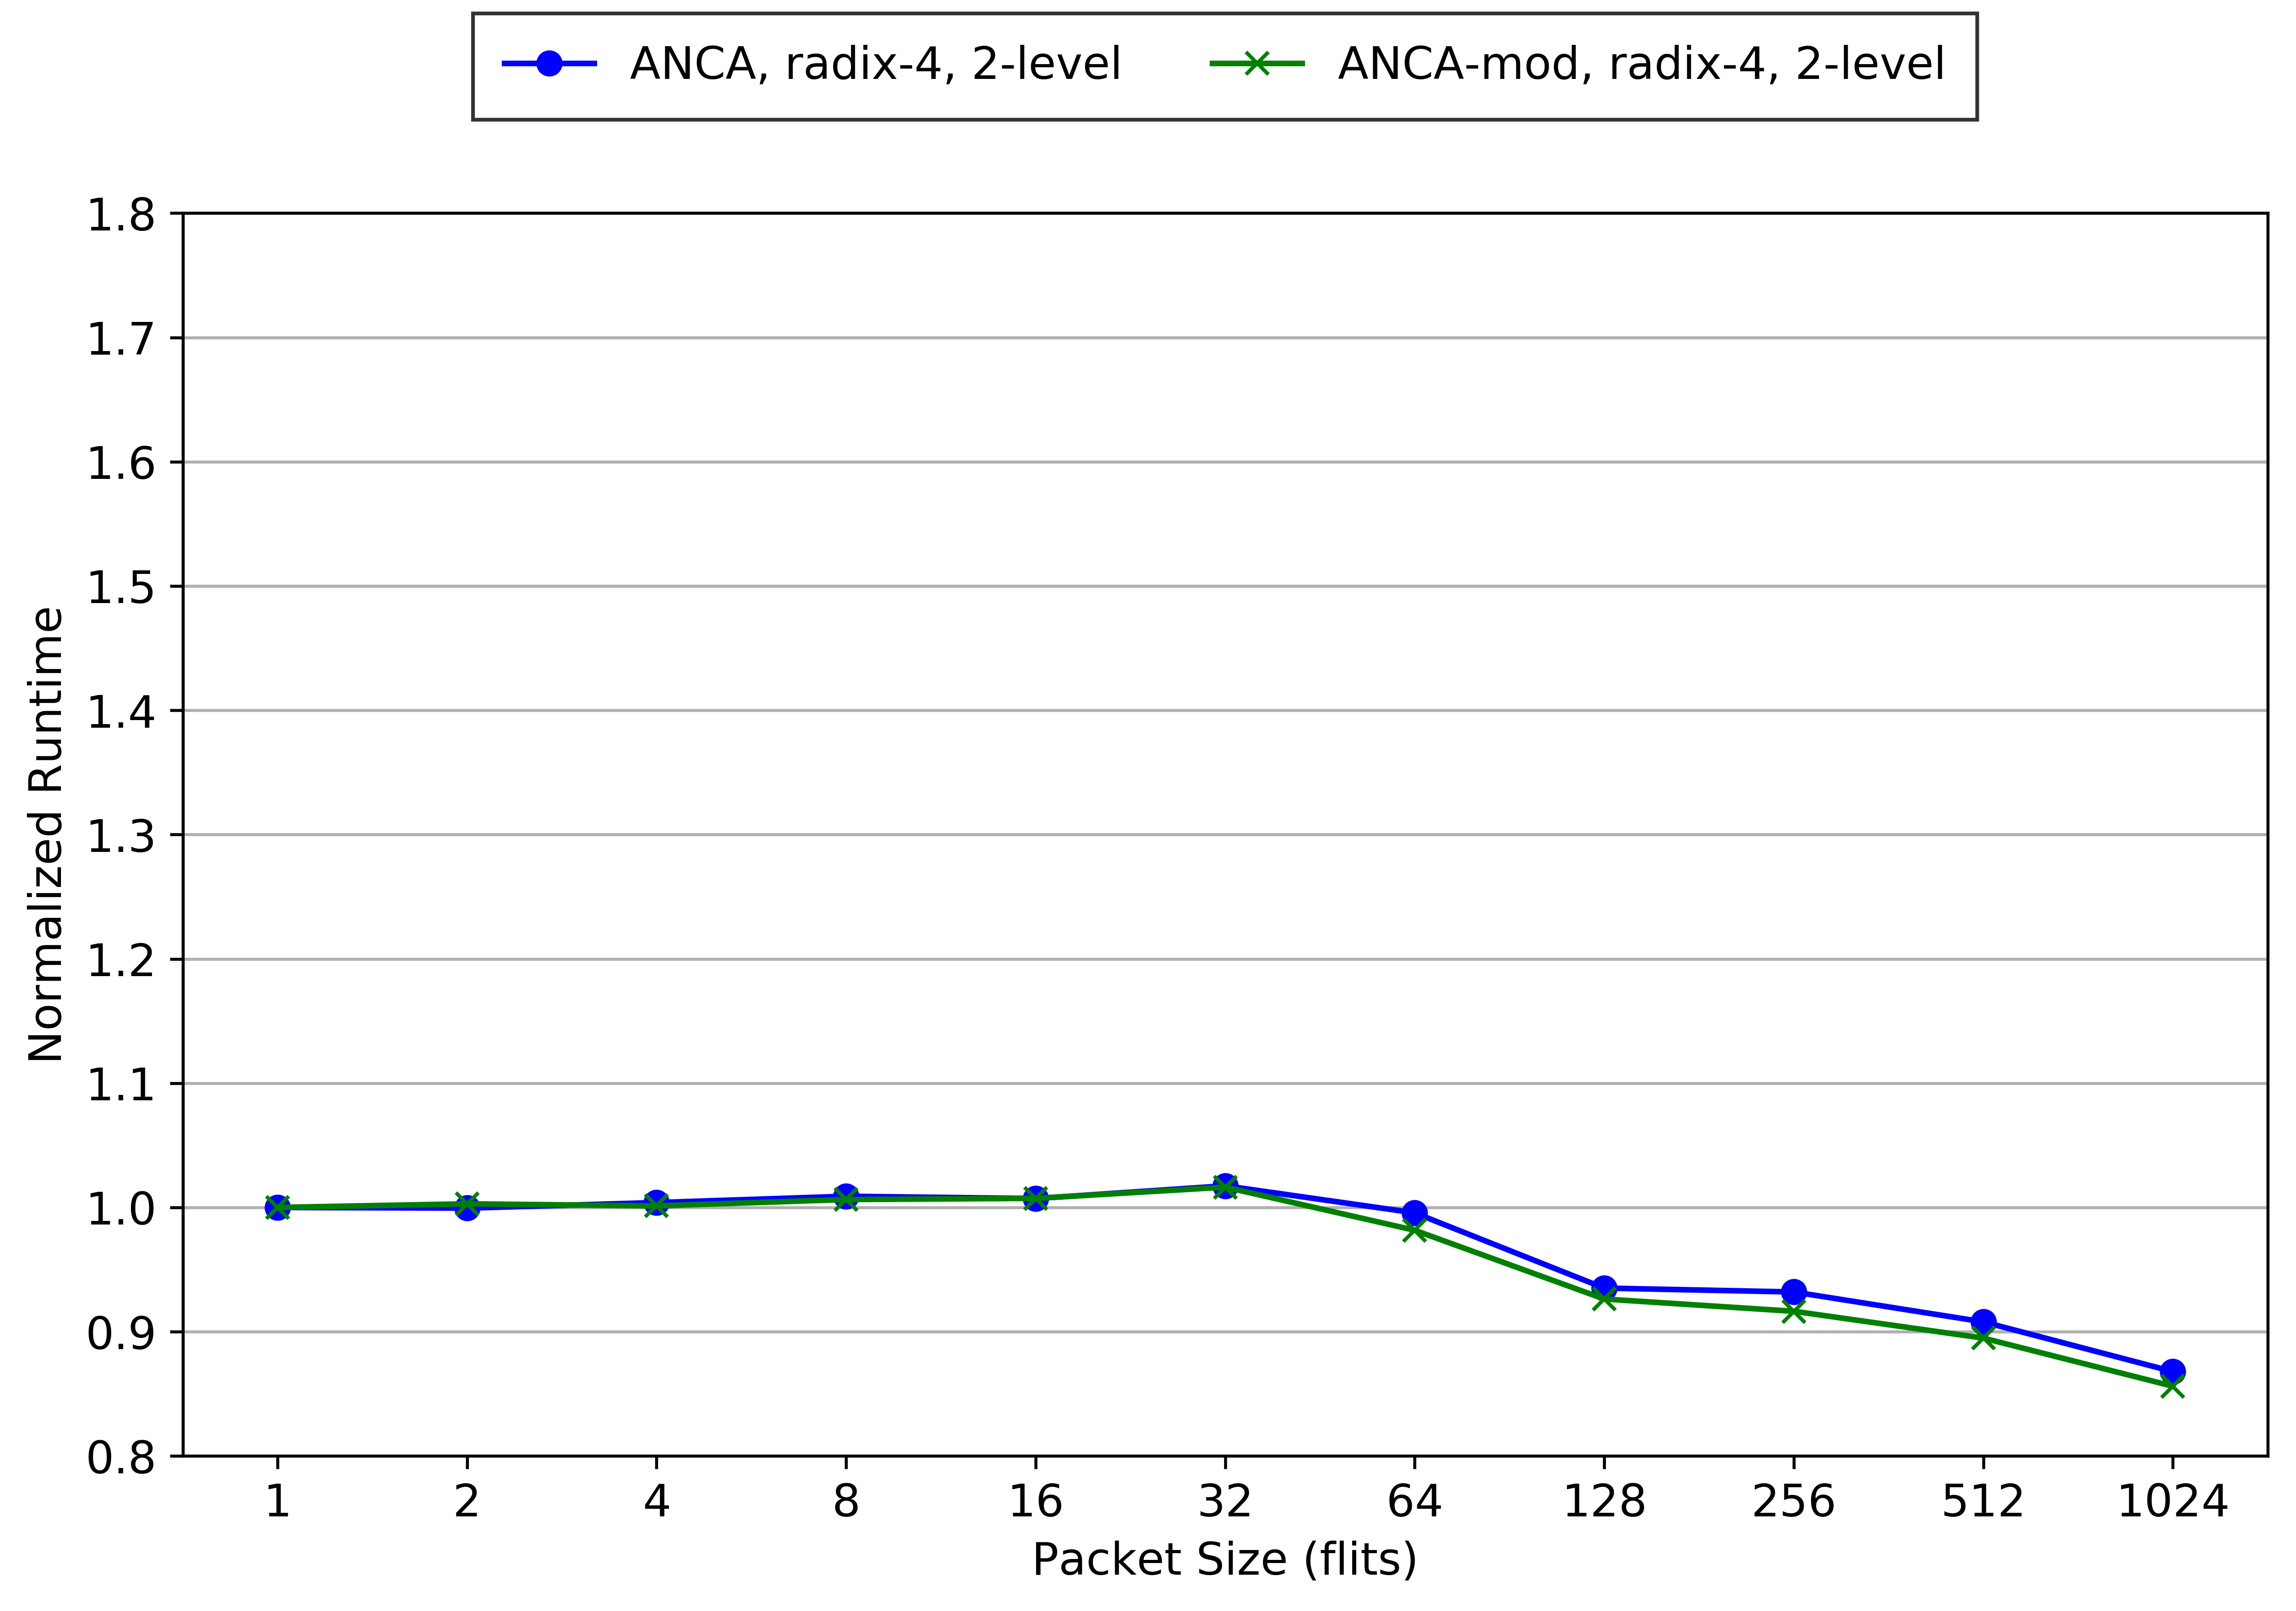 ANCA, radix-4, 2-level ANCA-mod, radix-4, 2-level
1.8
1.7
1.6
1.5
1.4
1.3
1.2
1.1
1.0
0.9
0.8
Normalized Runtime
1 2 4 8 16 32 64 128 256 512 1024
Packet Size (flits)